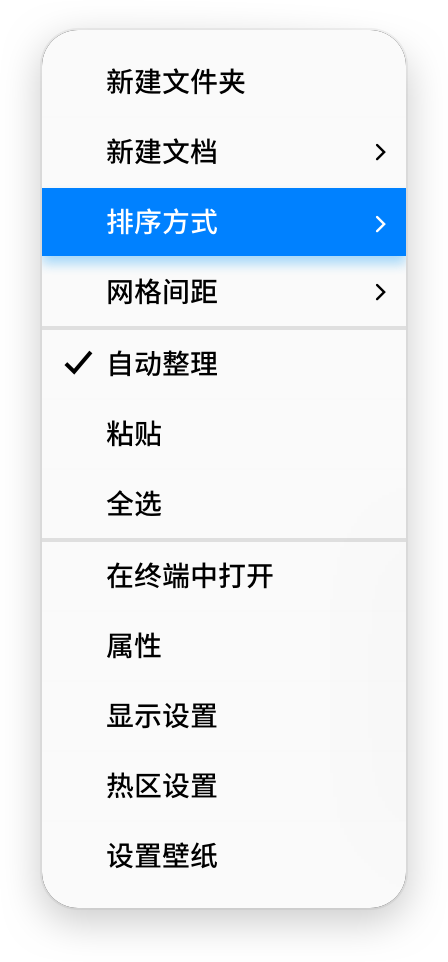 新建文件夹
新建文档
排序方式
网格间距
自动整理
粘贴
全选
在终端中打开
属性
显示设置
热区设置
设置壁纸